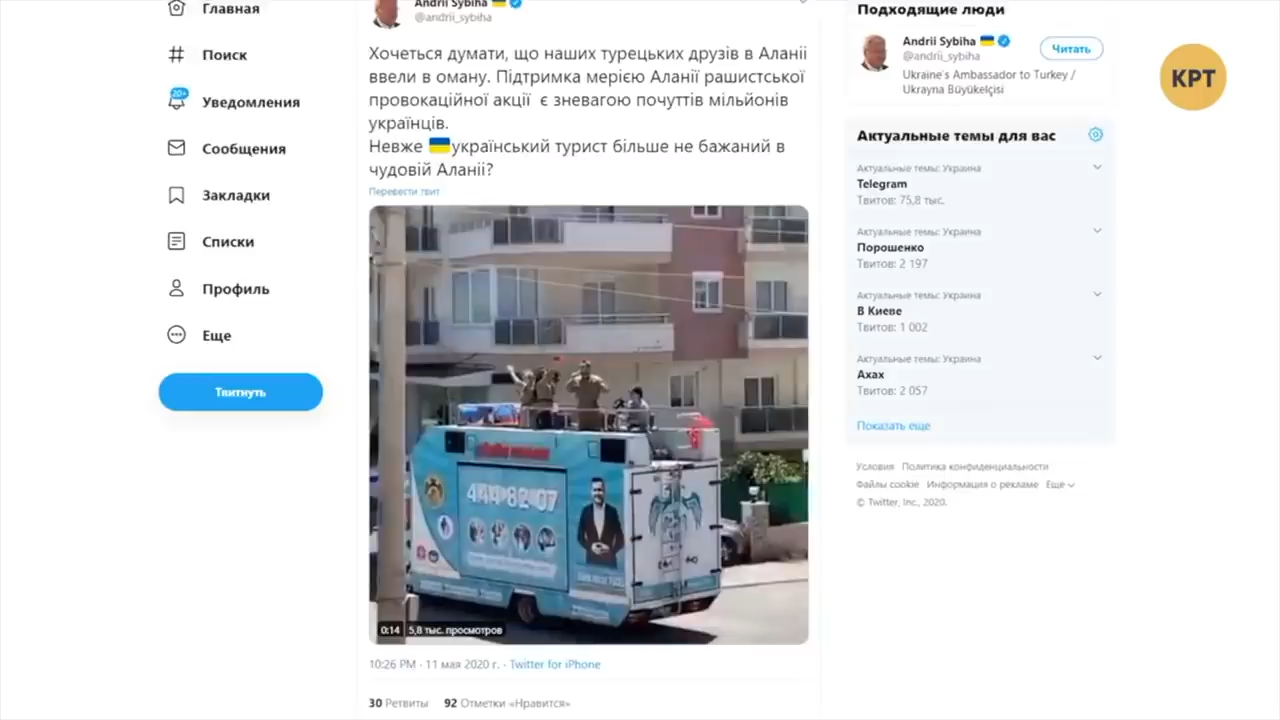 Главная
Поиск
20+
Уведомления
Сообщения
Закладки
Списки
Профиль
Еще
Твитнуть
Andrii Sybiha
@andrii_sybiha
Хочеться думати, що наших турецьких друзів в Аланії
ввели в оману. Підтримка мерією Аланії рашистської
провокаційної акції є зневагою почуттів мільйонів
українців.
Невже український турист більше не бажаний в
чудовій Аланії?
Перевести твит
444 82 07
0:14 5,8 тыс. просмотров
10:26 PM · 11 мая 2020 г. · Twitter for iPhone
30 Ретвиты 92 Отметки «Нравится»
Подходящие люди
Andrii Sybiha
@andrii_sybiha
Читать
Ukraine's Ambassador to Turkey /
Ukrayna Büyükelçisi
Актуальные темы для вас
Актуальные темы: Украина
Telegram
Твитов: 75,8 тыс.
Актуальные темы: Украина
Порошенко
Твитов: 2 197
Актуальные темы: Украина
В Киеве
Твитов: 1 002
Актуальные темы: Украина
Ахах
Твитов: 2 057
Показать еще
Условия Политика конфиденциальности
Файлы cookie Информация о рекламе Еще
© Twitter, Inc., 2020.
КРТ